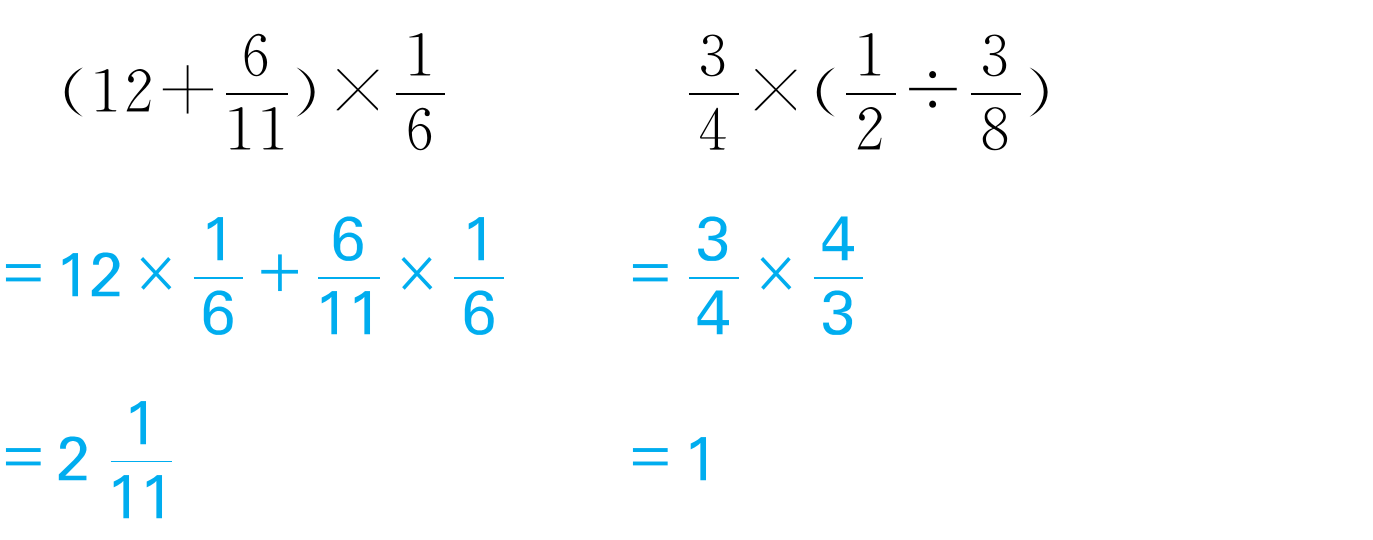 (12+6/11)×1/6    3/4×(1/2÷3/8)
=12×1/6+6/11×1/6    =3/4×4/3
=2 1/11    =1